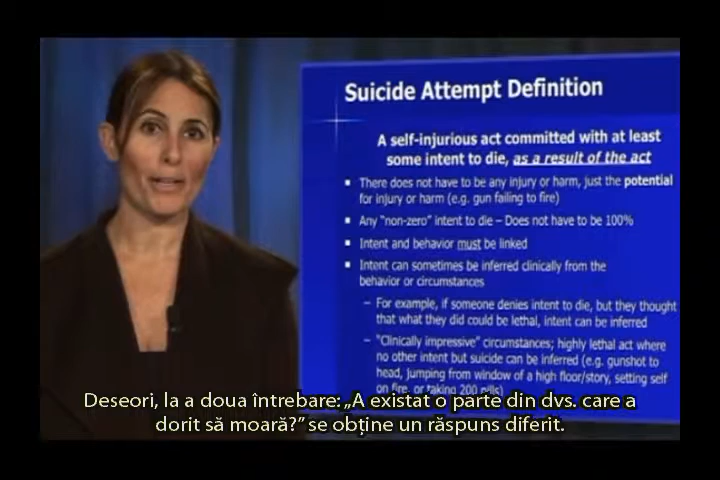 Suicide Attempt Definition
A self-injurious act committed with at least
some intent to die, as a result of the act
▪ There does not have to be any injury or harm, just the potential
for injury or harm (e.g. gun failing to fire)
▪ Any "non-zero" intent to die – Does not have to be 100%
▪ Intent and behavior must be linked
▪ Intent can sometimes be inferred clinically from the
behavior or circumstances
– For example, if someone denies intent to die, but they thought
that what they did could be lethal, intent can be inferred
– "Clinically impressive" circumstances; highly lethal act where
no other intent but suicide can be inferred (e.g. gunshot to
head, jumping from window of a high floor/story, setting self
on fire, or taking 200 pills)
Deseori, la a doua întrebare: „A existat o parte din dvs. care a
dorit să moară?” se obține un răspuns diferit.